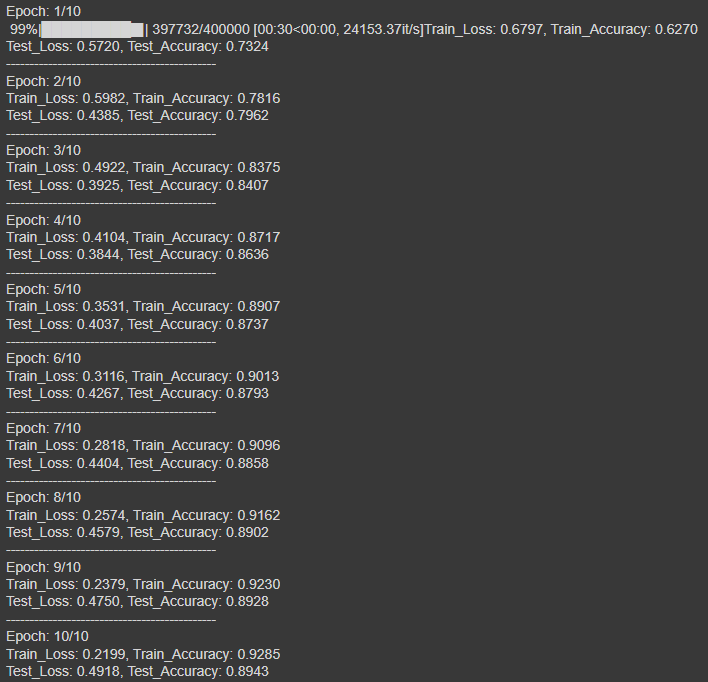 Epoch: 1/10
99%|██████████| 397732/400000 [00:30<00:00, 24153.37it/s]Train_Loss: 0.6797, Train_Accuracy: 0.6270
Test_Loss: 0.5720, Test_Accuracy: 0.7324
--------------------------------------------
Epoch: 2/10
Train_Loss: 0.5982, Train_Accuracy: 0.7816
Test_Loss: 0.4385, Test_Accuracy: 0.7962
--------------------------------------------
Epoch: 3/10
Train_Loss: 0.4922, Train_Accuracy: 0.8375
Test_Loss: 0.3925, Test_Accuracy: 0.8407
--------------------------------------------
Epoch: 4/10
Train_Loss: 0.4104, Train_Accuracy: 0.8717
Test_Loss: 0.3844, Test_Accuracy: 0.8636
--------------------------------------------
Epoch: 5/10
Train_Loss: 0.3531, Train_Accuracy: 0.8907
Test_Loss: 0.4037, Test_Accuracy: 0.8737
--------------------------------------------
Epoch: 6/10
Train_Loss: 0.3116, Train_Accuracy: 0.9013
Test_Loss: 0.4267, Test_Accuracy: 0.8793
--------------------------------------------
Epoch: 7/10
Train_Loss: 0.2818, Train_Accuracy: 0.9096
Test_Loss: 0.4404, Test_Accuracy: 0.8858
--------------------------------------------
Epoch: 8/10
Train_Loss: 0.2574, Train_Accuracy: 0.9162
Test_Loss: 0.4579, Test_Accuracy: 0.8902
--------------------------------------------
Epoch: 9/10
Train_Loss: 0.2379, Train_Accuracy: 0.9230
Test_Loss: 0.4750, Test_Accuracy: 0.8928
--------------------------------------------
Epoch: 10/10
Train_Loss: 0.2199, Train_Accuracy: 0.9285
Test_Loss: 0.4918, Test_Accuracy: 0.8943